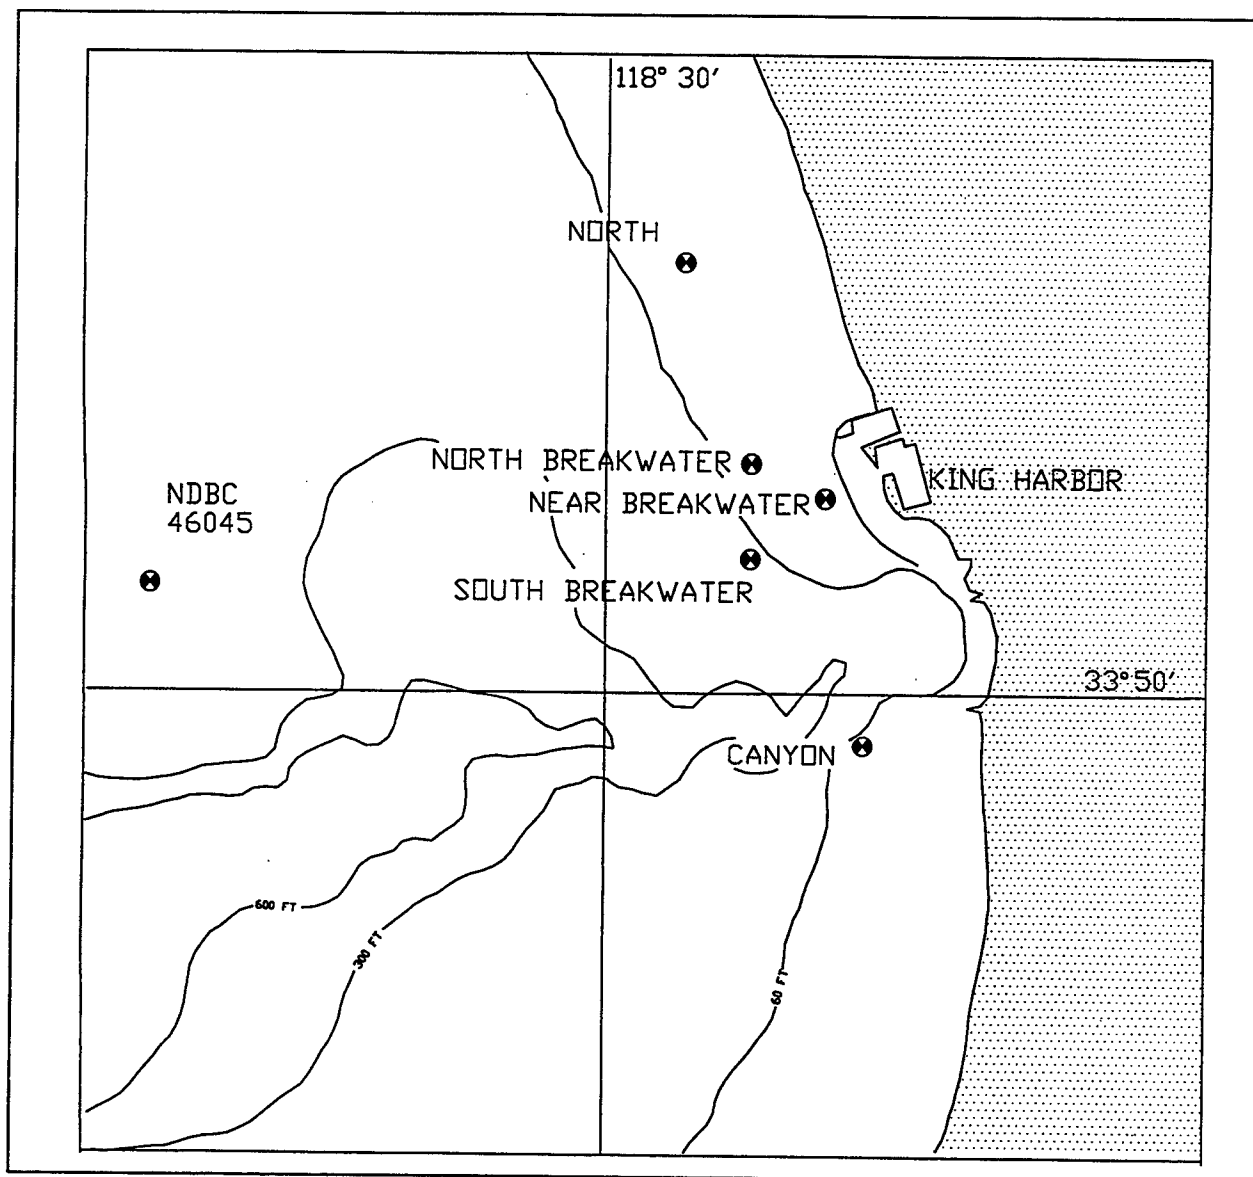 118° 30′
NORTH
NORTH BREAKWATER
KING HARBOR
NDBC
46045
NEAR BREAKWATER
SOUTH BREAKWATER
33° 50′
CANYON
600 FT
300 FT
60 FT